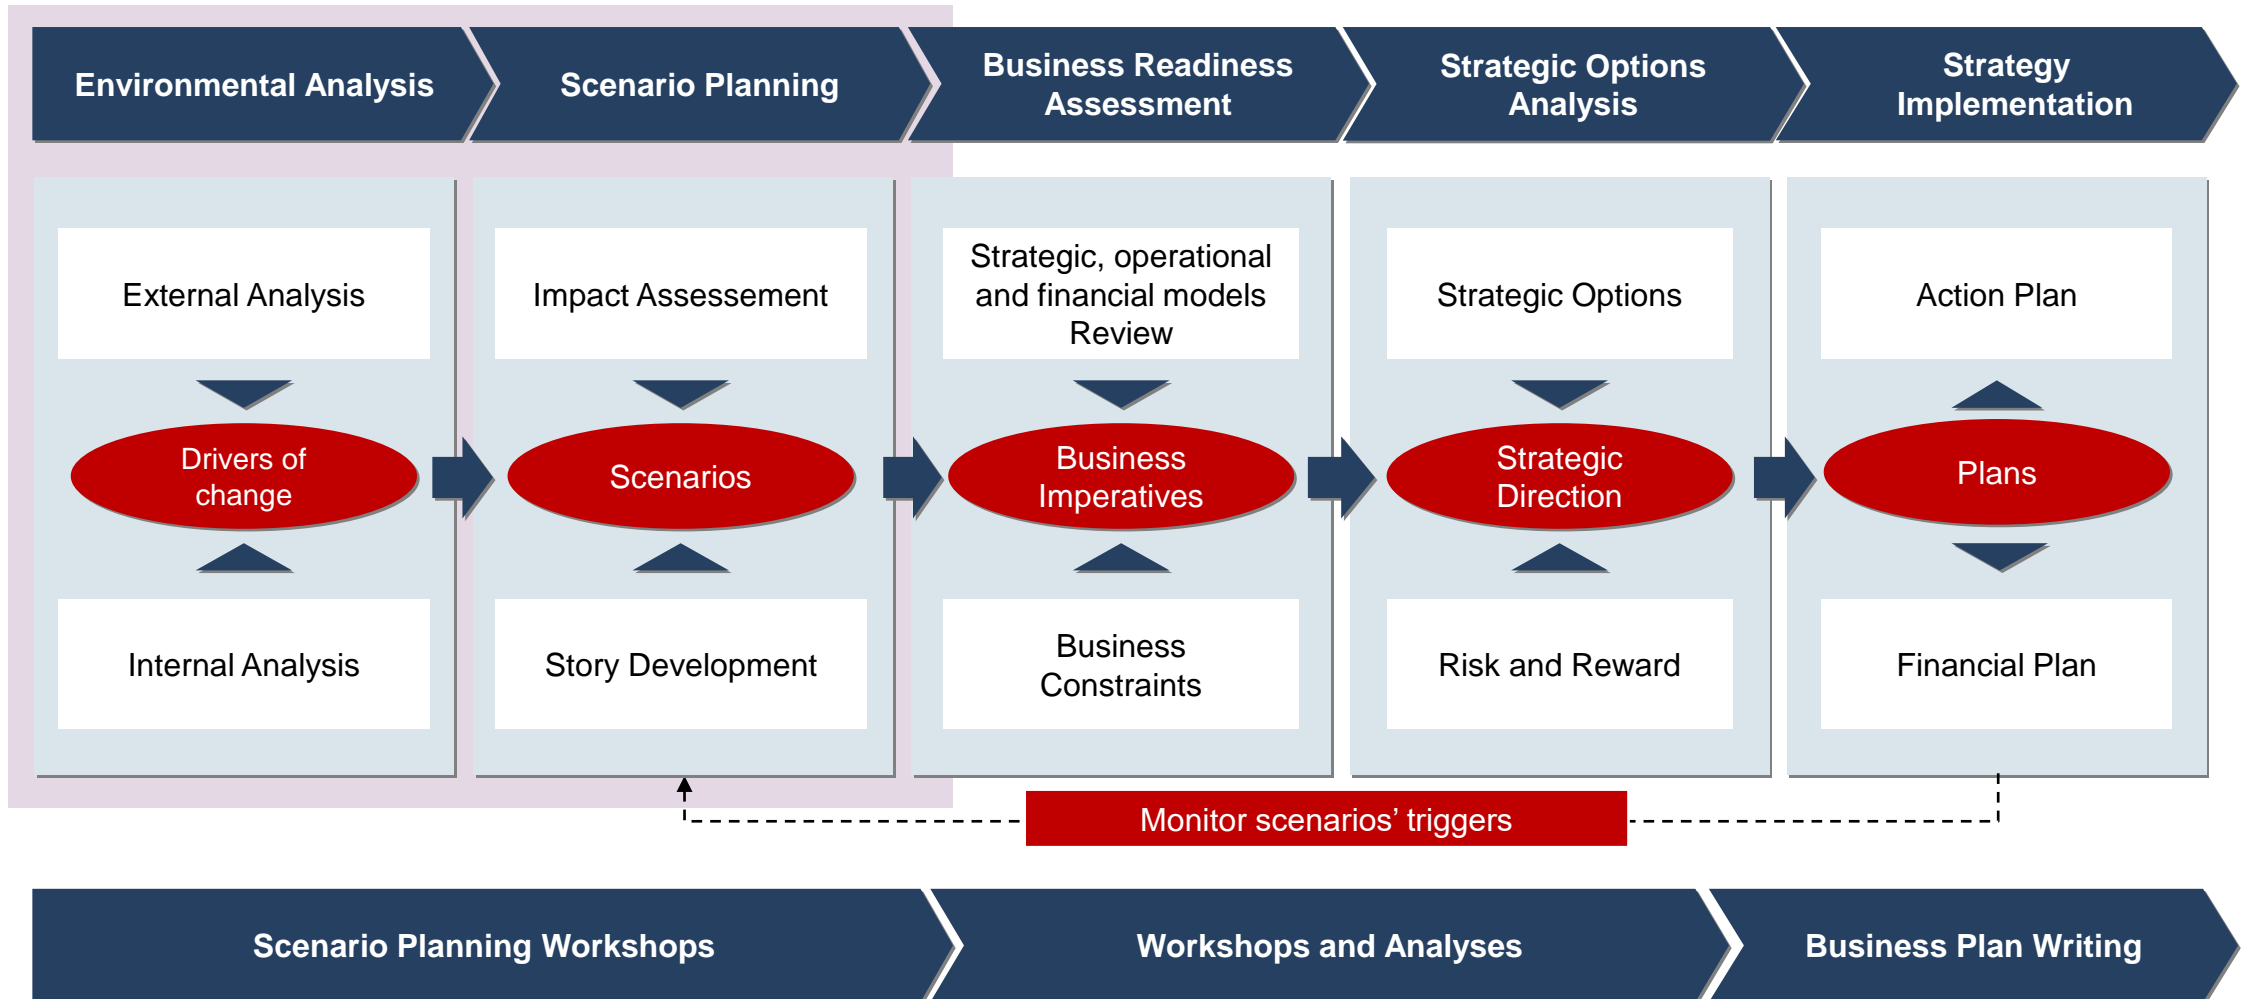 Environmental Analysis
Scenario Planning
Business Readiness
Assessment
Strategic Options
Analysis
Strategy
Implementation
External Analysis
Impact Assessement
Strategic, operational
and financial models
Review
Strategic Options
Action Plan
Drivers of
change
Scenarios
Business
Imperatives
Strategic
Direction
Plans
Internal Analysis
Story Development
Business
Constraints
Risk and Reward
Financial Plan
Monitor scenarios’ triggers
Scenario Planning Workshops
Workshops and Analyses
Business Plan Writing